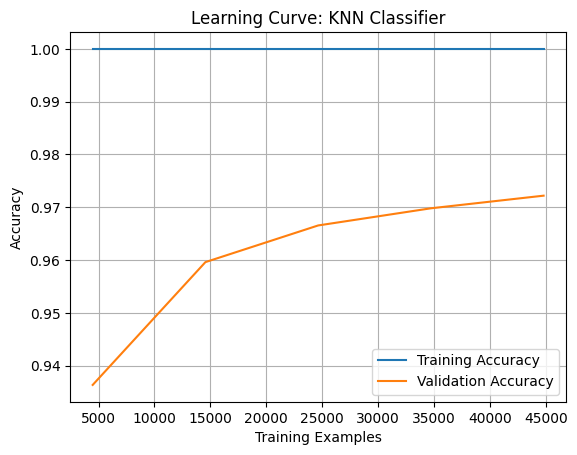 Learning Curve: KNN Classifier
1.00
0.99
0.98
0.97
0.96
0.95
0.94
Accuracy
5000 10000 15000 20000 25000 30000 35000 40000 45000
Training Examples
Training Accuracy
Validation Accuracy